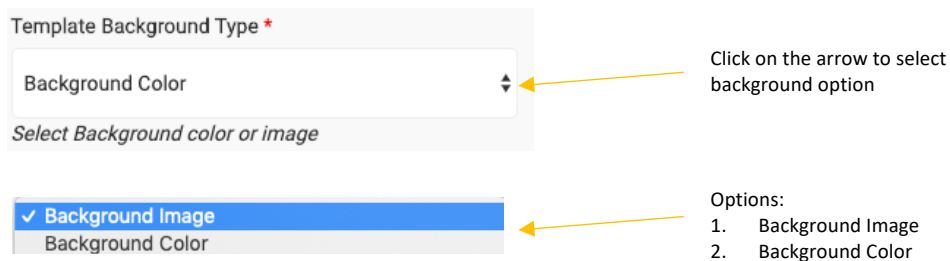 Template Background Type *
Background Color
Click on the arrow to select
background option
Select Background color or image
✓ Background Image
Background Color
Options:
1. Background Image
2. Background Color